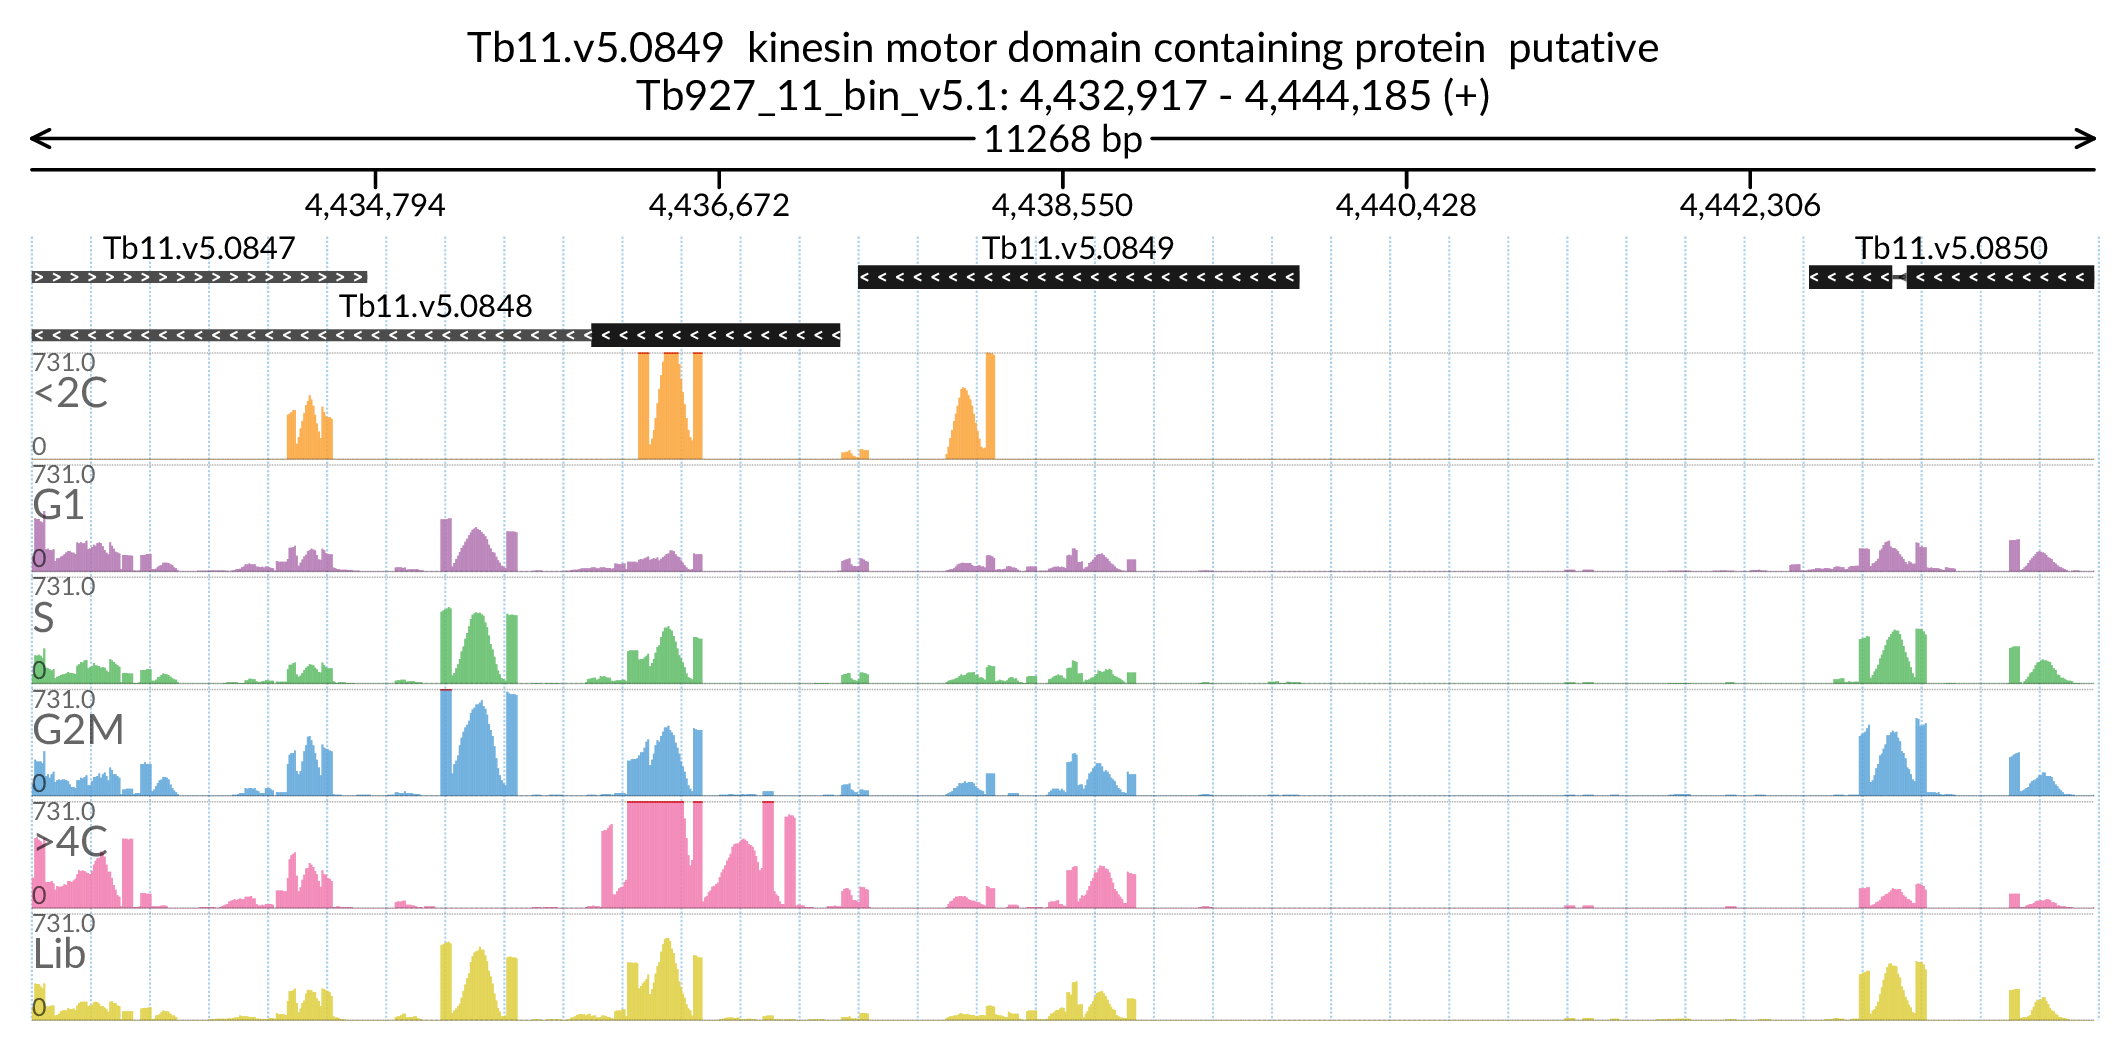 Tb11.v5.0849  kinesin motor domain containing protein  putative
Tb927_11_bin_v5.1: 4,432,917 - 4,444,185 (+)
11268 bp
4,434,794 4,436,672 4,438,550 4,440,428 4,442,306
Tb11.v5.0847 Tb11.v5.0849 Tb11.v5.0850
Tb11.v5.0848
731.0
<2C
0
731.0
G1
0
731.0
S
0
731.0
G2M
0
731.0
>4C
0
731.0
Lib
0